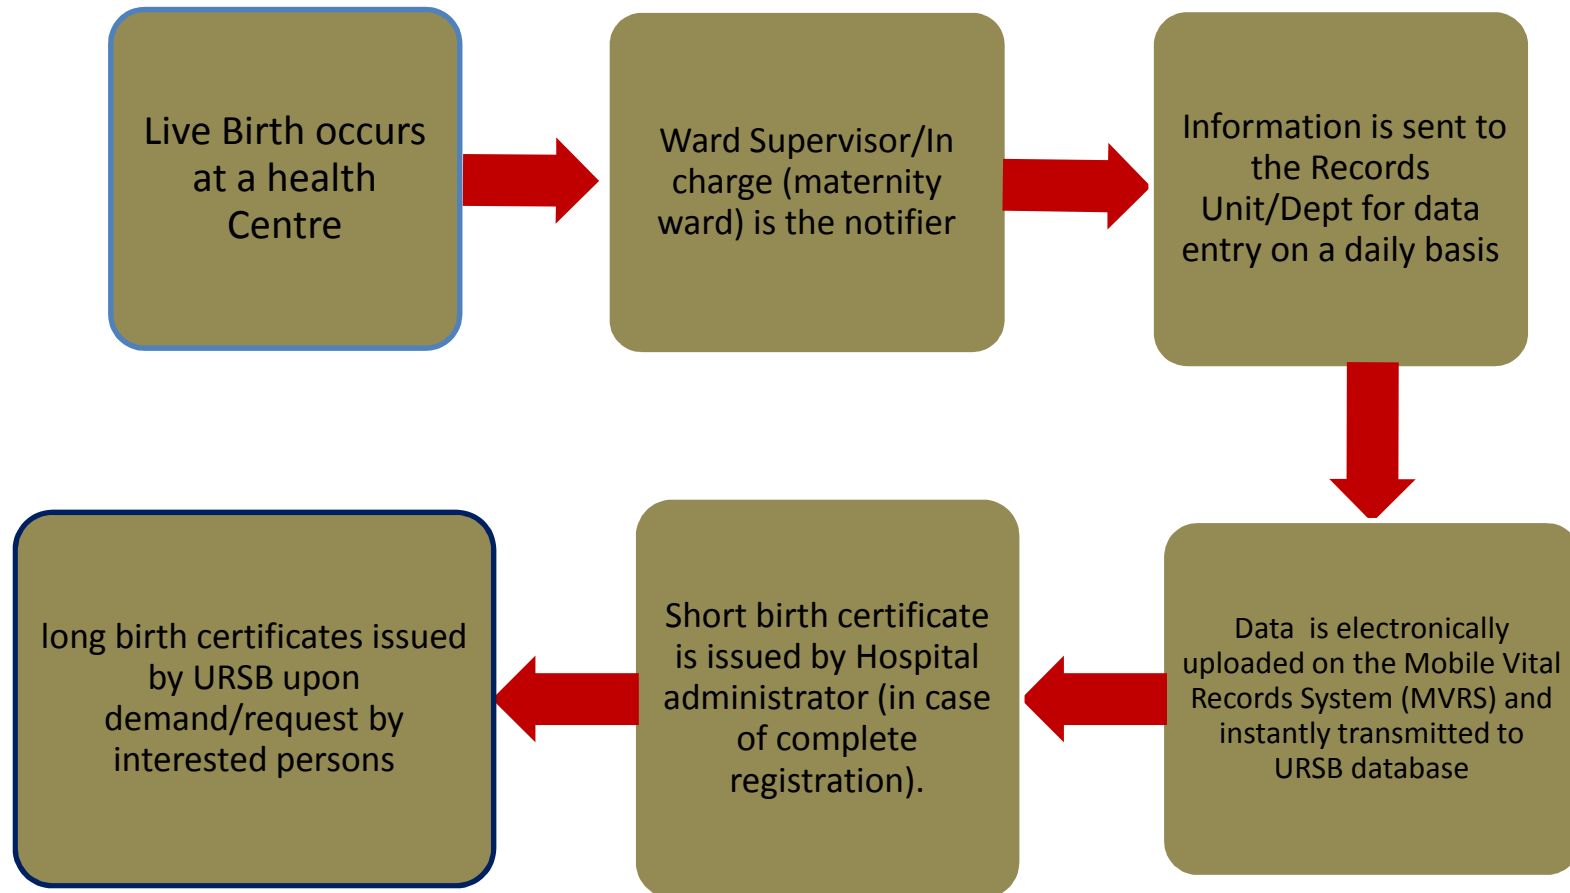 Live Birth occurs
at a health
Centre
Ward Supervisor/In
charge (maternity
ward) is the notifier
Information is sent to
the Records
Unit/Dept for data
entry on a daily basis
Data  is electronically
uploaded on the Mobile Vital
Records System (MVRS) and
instantly transmitted to
URSB database
Short birth certificate
is issued by Hospital
administrator (in case
of complete
registration).
long birth certificates issued
by URSB upon
demand/request by
interested persons